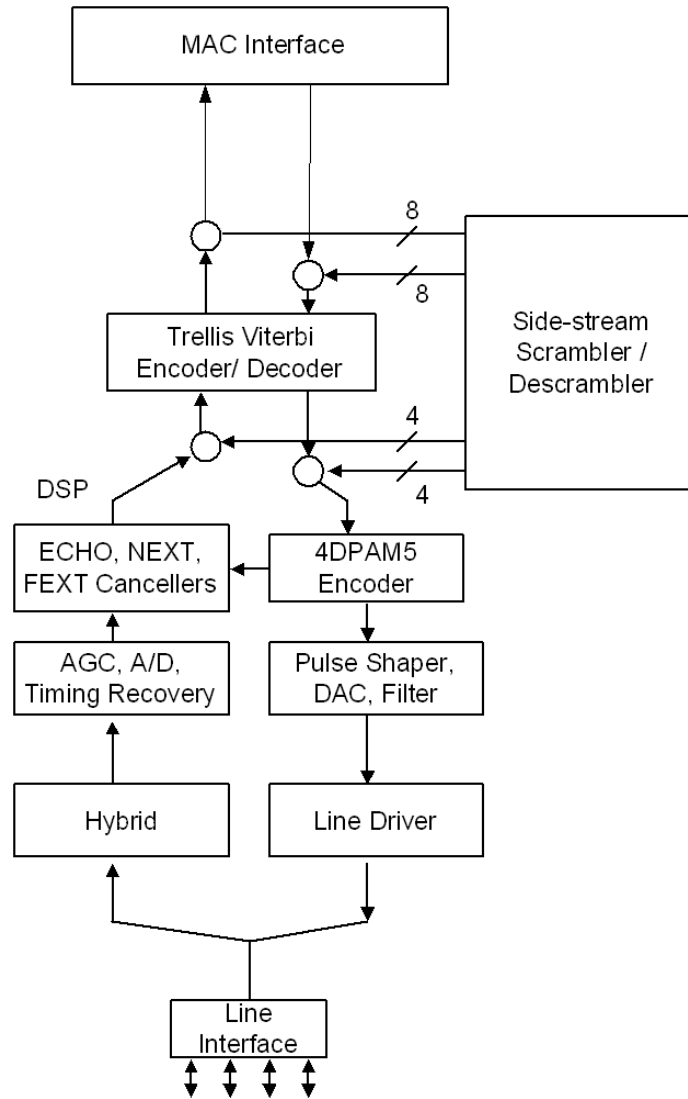 MAC Interface
8
8
Side-stream
Scrambler /
Descrambler
Trellis Viterbi
Encoder/ Decoder
4
4
DSP
ECHO, NEXT,
FEXT Cancellers
4DPAM5
Encoder
AGC, A/D,
Timing Recovery
Pulse Shaper,
DAC, Filter
Hybrid
Line Driver
Line
Interface